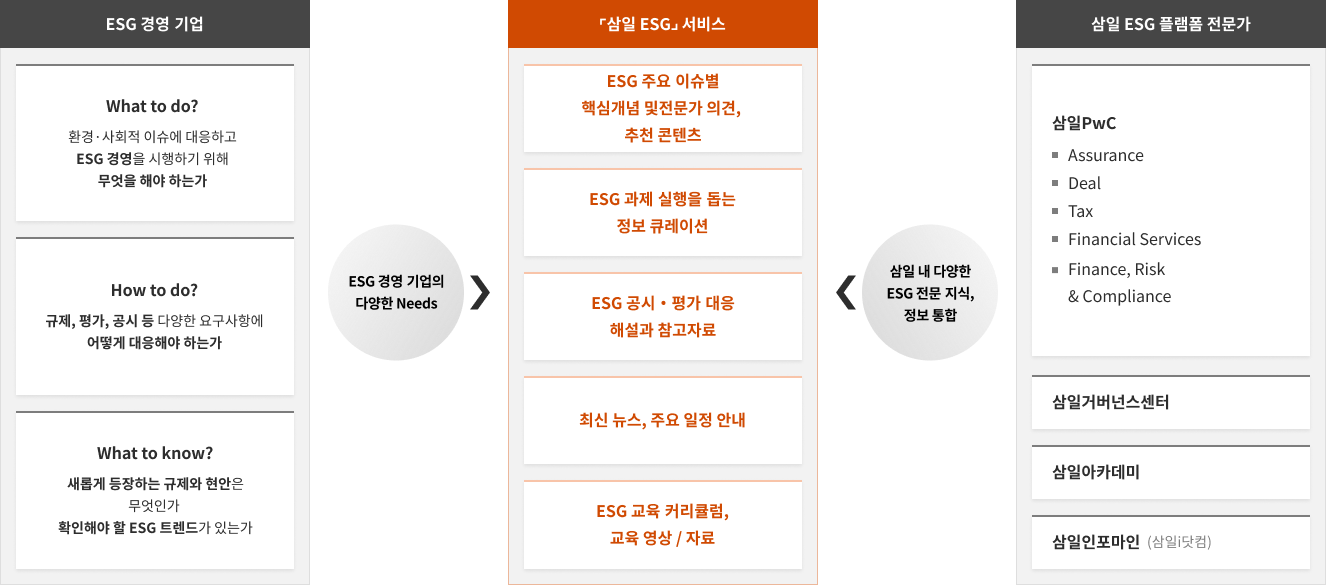 ESG 경영 기업
What to do?
환경·사회적 이슈에 대응하고
ESG 경영을 시행하기 위해
무엇을 해야 하는가
How to do?
규제, 평가, 공시 등 다양한 요구사항에
어떻게 대응해야 하는가
What to know?
새롭게 등장하는 규제와 현안은
무엇인가
확인해야 할 ESG 트렌드가 있는가
ESG 경영 기업의
다양한 Needs
「삼일 ESG」 서비스
ESG 주요 이슈별
핵심개념 및전문가 의견,
추천 콘텐츠
ESG 과제 실행을 돕는
정보 큐레이션
ESG 공시・평가 대응
해설과 참고자료
최신 뉴스, 주요 일정 안내
ESG 교육 커리큘럼,
교육 영상 / 자료
삼일 내 다양한
ESG 전문 지식,
정보 통합
삼일 ESG 플램폼 전문가
삼일PwC
Assurance
Deal
Tax
Financial Services
Finance, Risk
& Compliance
삼일거버넌스센터
삼일아카데미
삼일인포마인 (삼일i닷컴)